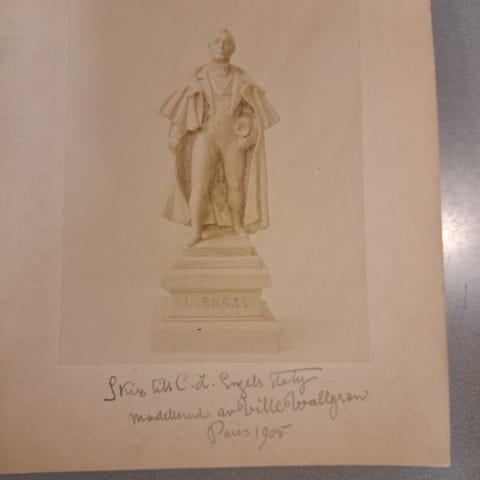 C.L.ENGEL
Skiss till C. L. Engels Staty
modellerad av Ville Wallgren
Paris 1905